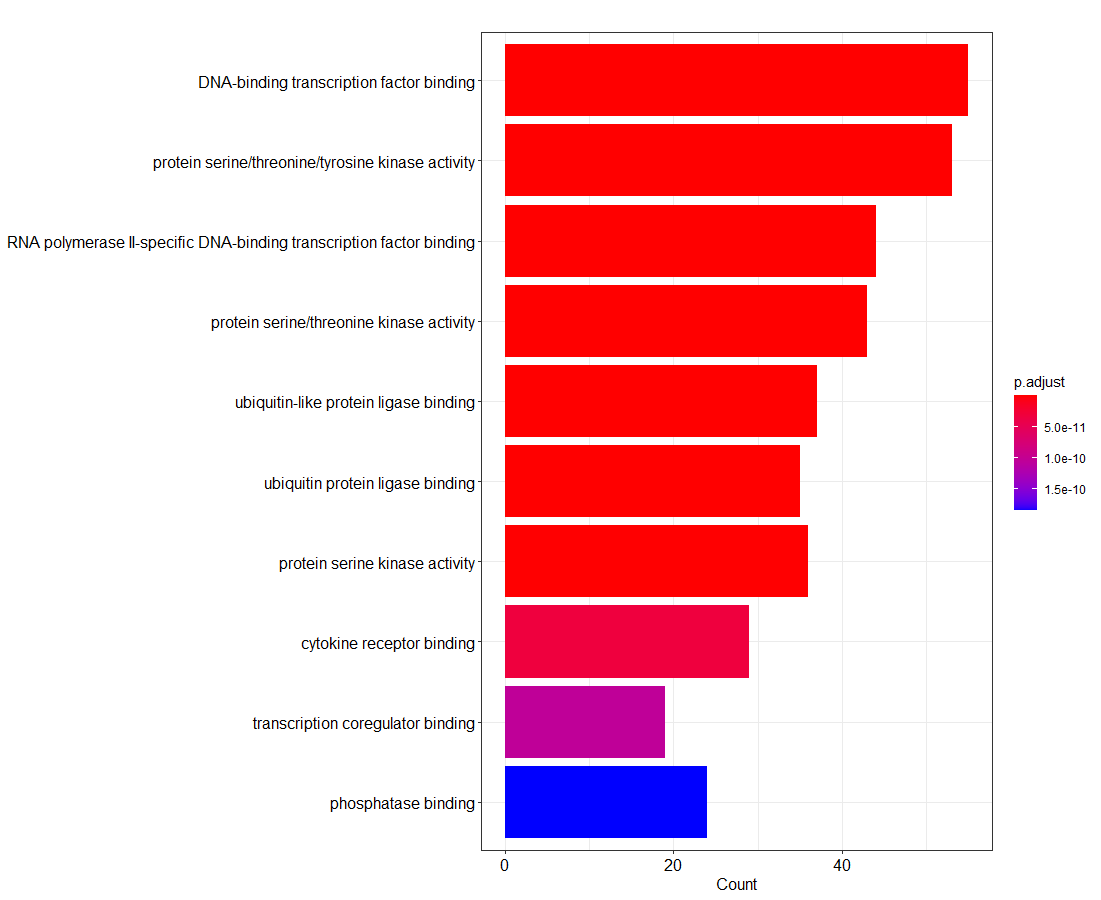 DNA-binding transcription factor binding
protein serine/threonine/tyrosine kinase activity
RNA polymerase II-specific DNA-binding transcription factor binding
protein serine/threonine kinase activity
ubiquitin-like protein ligase binding
ubiquitin protein ligase binding
protein serine kinase activity
cytokine receptor binding
transcription coregulator binding
phosphatase binding
0 20 40
Count
p.adjust
5.0e-11
1.0e-10
1.5e-10